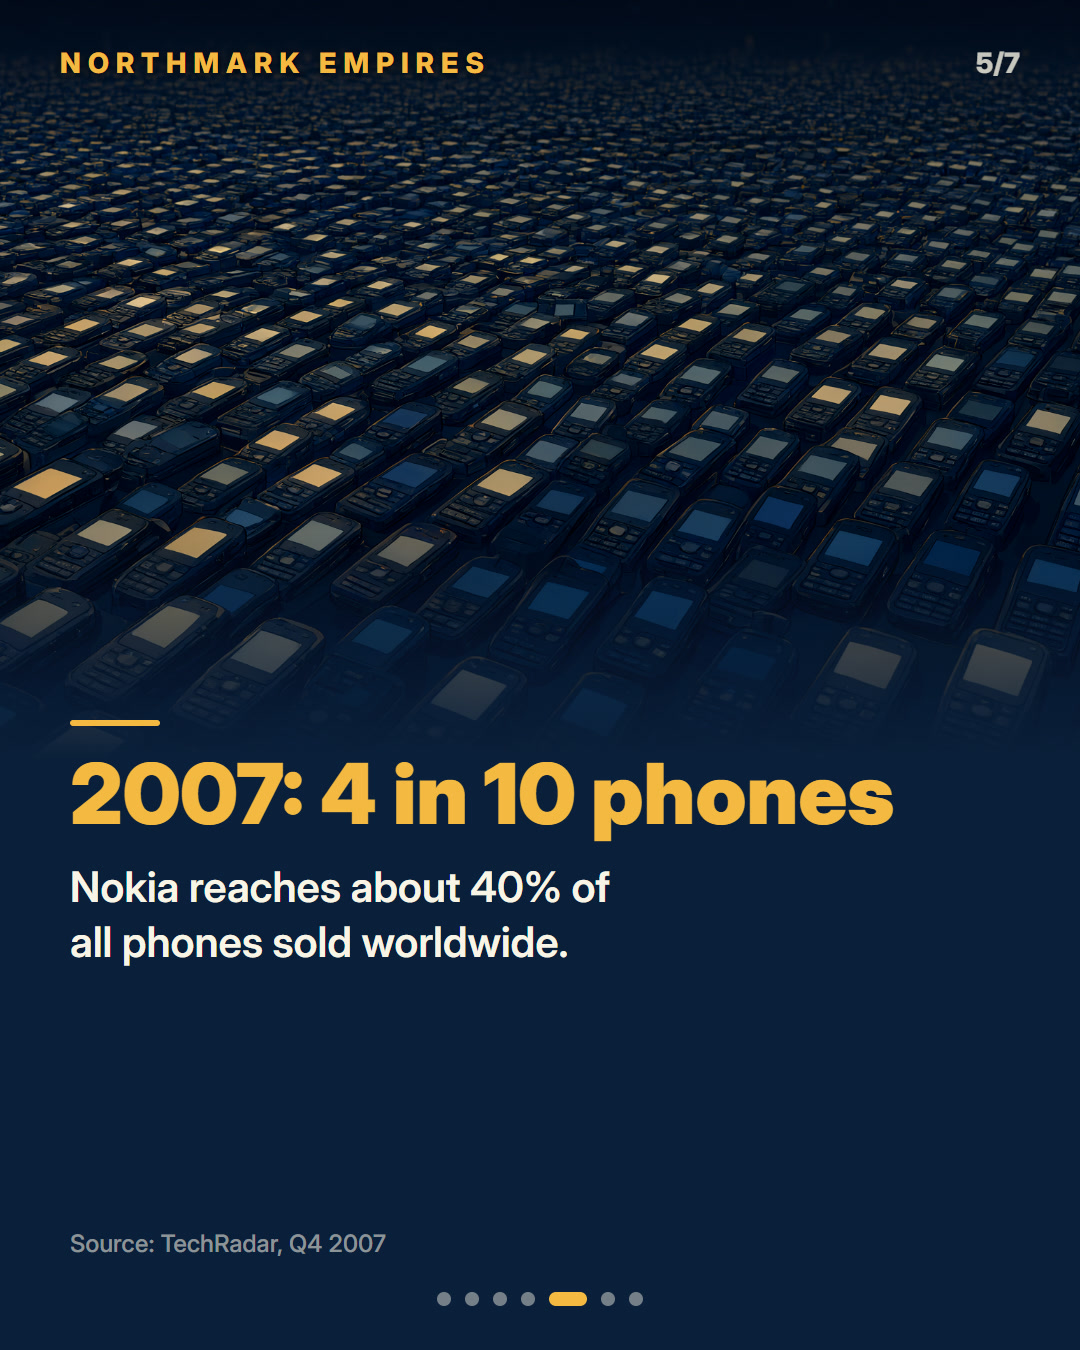 NORTHMARK EMPIRES
5/7
2007: 4 in 10 phones
Nokia reaches about 40% of
all phones sold worldwide.
Source: TechRadar, Q4 2007